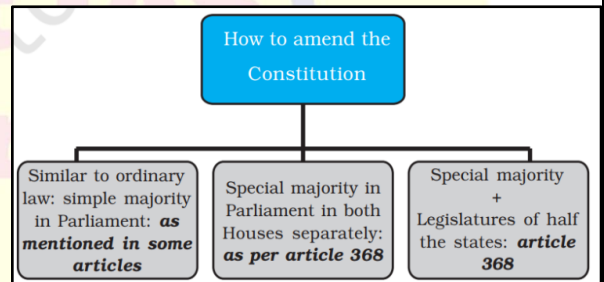 How to amend the
Constitution
Similar to ordinary
law: simple majority
in Parliament: as
mentioned in some
articles
Special majority in
Parliament in both
Houses separately:
as per article 368
Special majority
+
Legislatures of half
the states: article
368